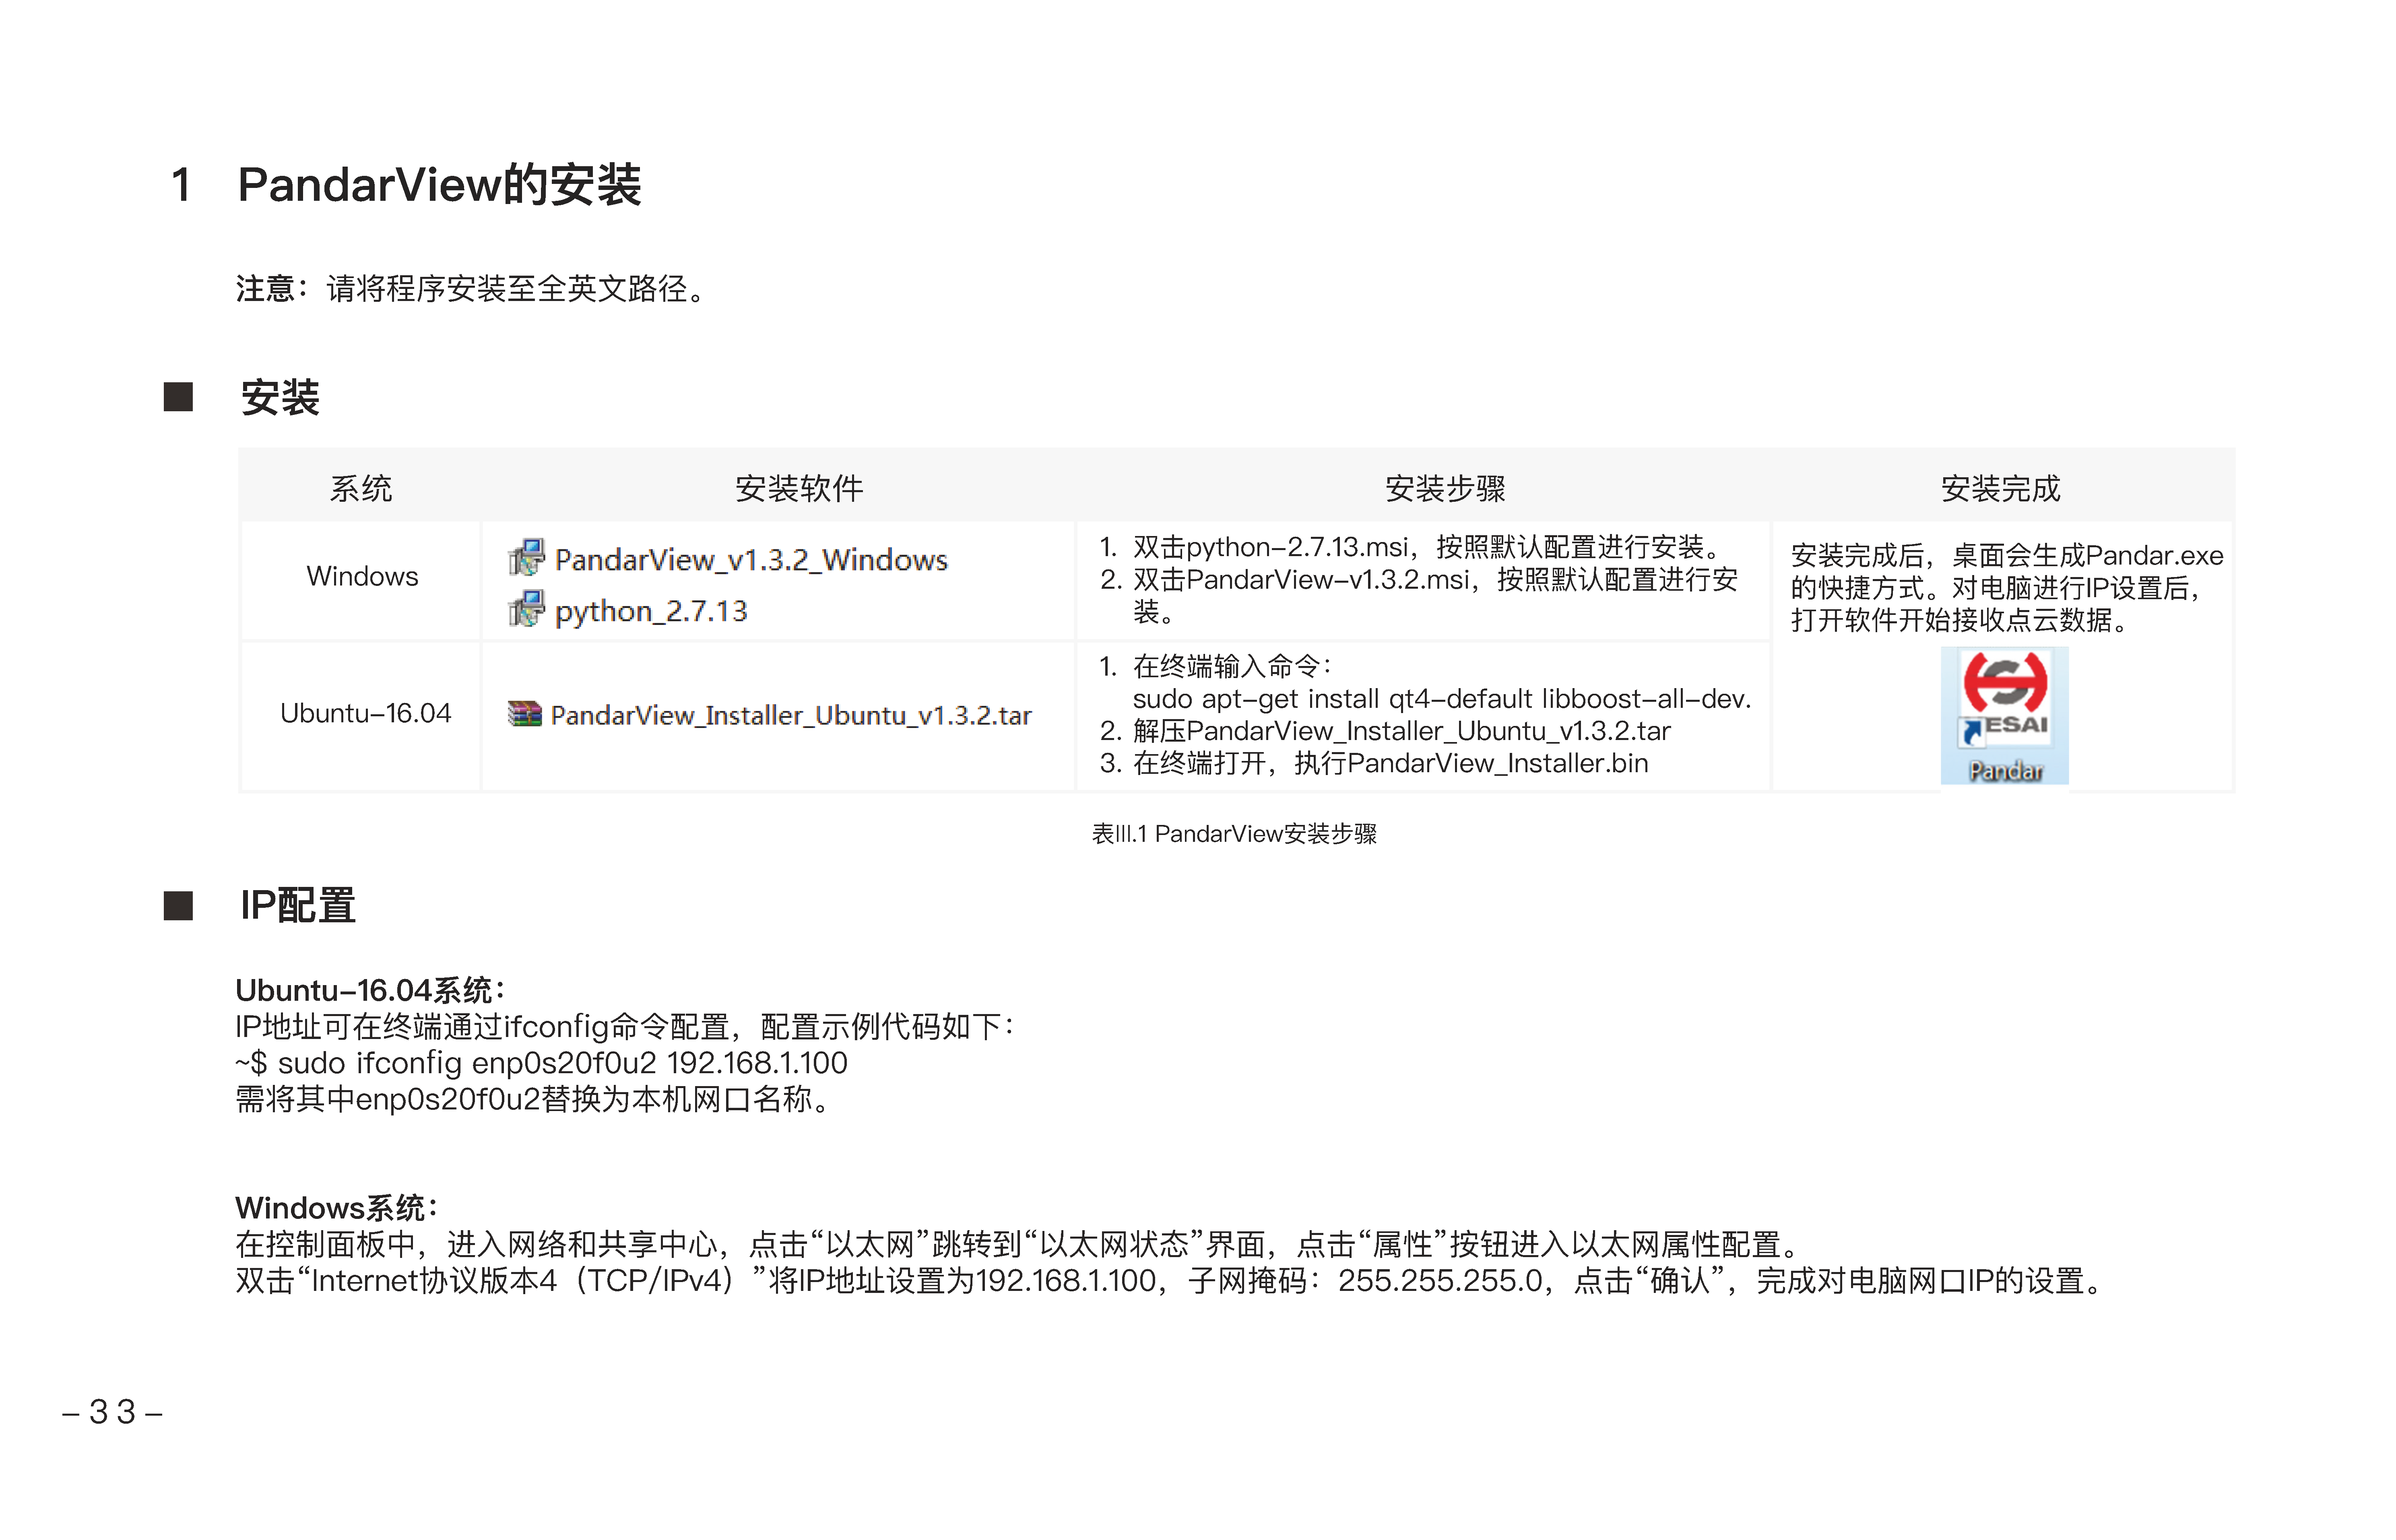 1 PandarView的安装
注意：请将程序安装至全英文路径。
■ 安装
系统 安装软件 安装步骤 安装完成
Windows
PandarView_v1.3.2_Windows
python_2.7.13
1. 双击python-2.7.13.msi，按照默认配置进行安装。
2. 双击PandarView-v1.3.2.msi，按照默认配置进行安
装。
安装完成后，桌面会生成Pandar.exe
的快捷方式。对电脑进行IP设置后，
打开软件开始接收点云数据。
Ubuntu-16.04
PandarView_Installer_Ubuntu_v1.3.2.tar
1. 在终端输入命令：
sudo apt-get install qt4-default libboost-all-dev.
2. 解压PandarView_Installer_Ubuntu_v1.3.2.tar
3. 在终端打开，执行PandarView_Installer.bin
ESAI
Pandar
表III.1 PandarView安装步骤
■ IP配置
Ubuntu-16.04系统：
IP地址可在终端通过ifconfig命令配置，配置示例代码如下：
~$ sudo ifconfig enp0s20f0u2 192.168.1.100
需将其中enp0s20f0u2替换为本机网口名称。
Windows系统：
在控制面板中，进入网络和共享中心，点击“以太网”跳转到“以太网状态”界面，点击“属性”按钮进入以太网属性配置。
双击“Internet协议版本4（TCP/IPv4）”将IP地址设置为192.168.1.100，子网掩码：255.255.255.0，点击“确认”，完成对电脑网口IP的设置。
- 3 3 -